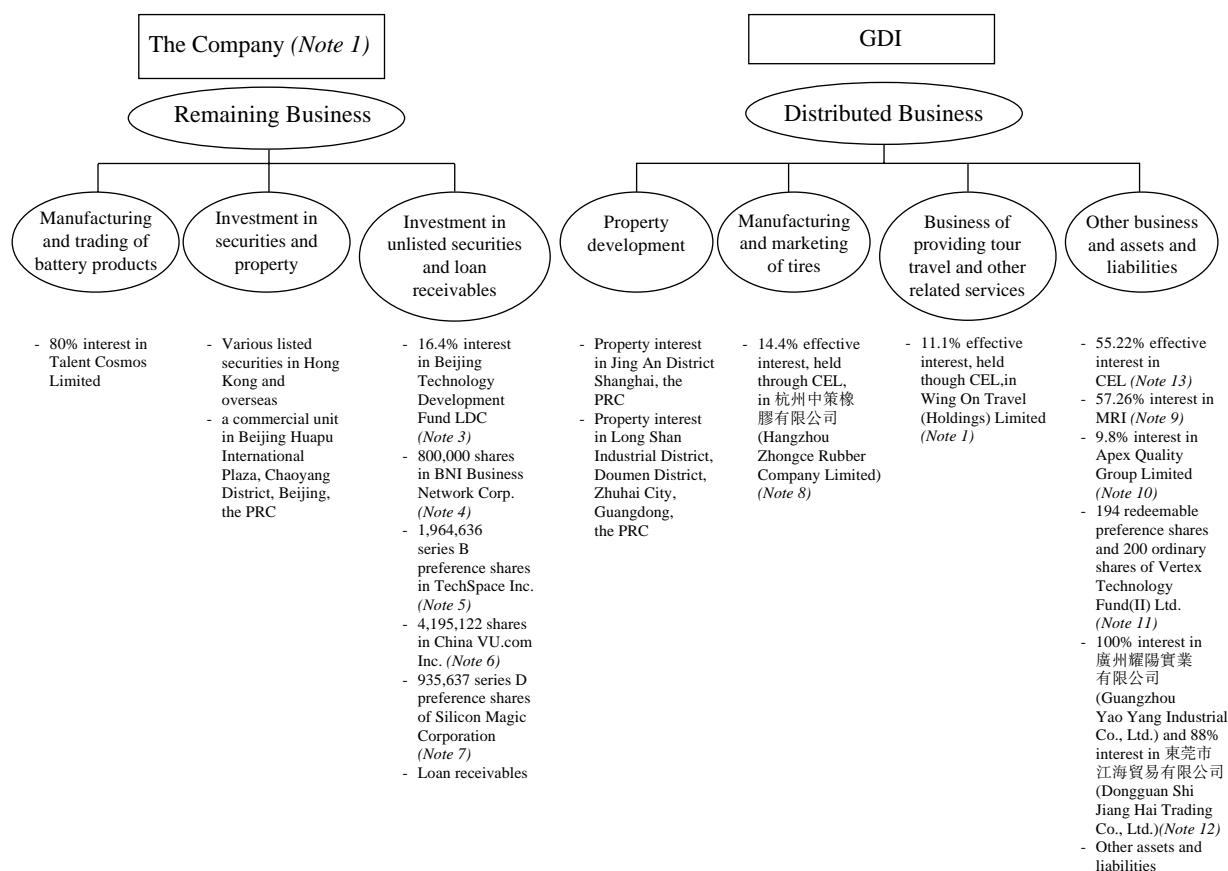 The Company (Note 1)
Remaining Business
Manufacturing
and trading of
battery products
Investment in
securities and
property
Investment in
unlisted securities
and loan
receivables
- 80% interest in
Talent Cosmos
Limited
- Various listed
securities in Hong
Kong and
overseas
- a commercial unit
in Beijing Huapu
International
Plaza, Chaoyang
District, Beijing,
the PRC
- 16.4% interest
in Beijing
Technology
Development
Fund LDC
(Note 3)
- 800,000 shares
in BNI Business
Network Corp.
(Note 4)
- 1,964,636
series B
preference shares
in TechSpace Inc.
(Note 5)
- 4,195,122 shares
in China VU.com
Inc. (Note 6)
- 935,637 series D
preference shares
of Silicon Magic
Corporation
(Note 7)
- Loan receivables
GDI
Distributed Business
Property
development
Manufacturing
and marketing
of tires
Business of
providing tour
travel and other
related services
Other business
and assets and
liabilities
- Property interest
in Jing An District
Shanghai, the
PRC
- Property interest
in Long Shan
Industrial District,
Doumen District,
Zhuhai City,
Guangdong,
the PRC
- 14.4% effective
interest, held
through CEL,
in 杭州中策橡
膠有限公司
(Hangzhou
Zhongce Rubber
Company Limited)
(Note 8)
- 11.1% effective
interest, held
though CEL,in
Wing On Travel
(Holdings) Limited
(Note 1)
- 55.22% effective
interest in
CEL (Note 13)
- 57.26% interest in
MRI (Note 9)
- 9.8% interest in
Apex Quality
Group Limited
(Note 10)
- 194 redeemable
preference shares
and 200 ordinary
shares of Vertex
Technology
Fund(II) Ltd.
(Note 11)
- 100% interest in
廣州耀陽實業
有限公司
(Guangzhou
Yao Yang Industrial
Co., Ltd.) and 88%
interest in 東莞市
江海貿易有限公司
(Dongguan Shi
Jiang Hai Trading
Co., Ltd.)(Note 12)
- Other assets and
liabilities